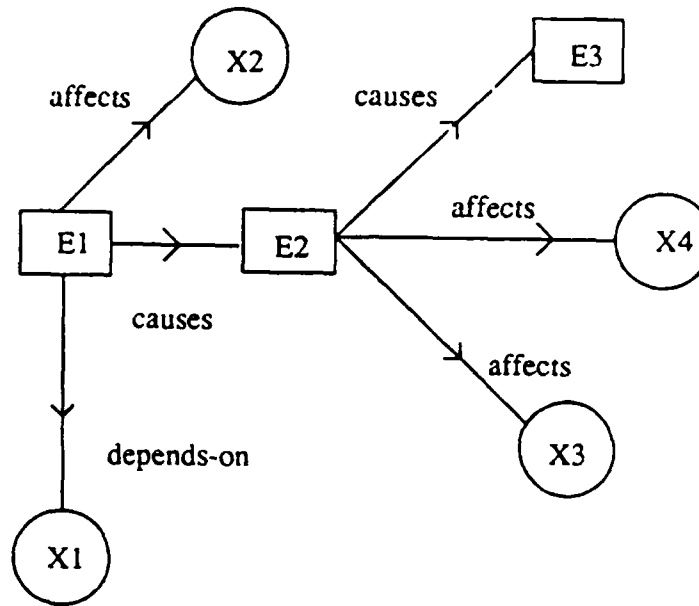 X2
E3
affects
causes
affects
E1
E2
X4
causes
affects
depends-on
X3
X1